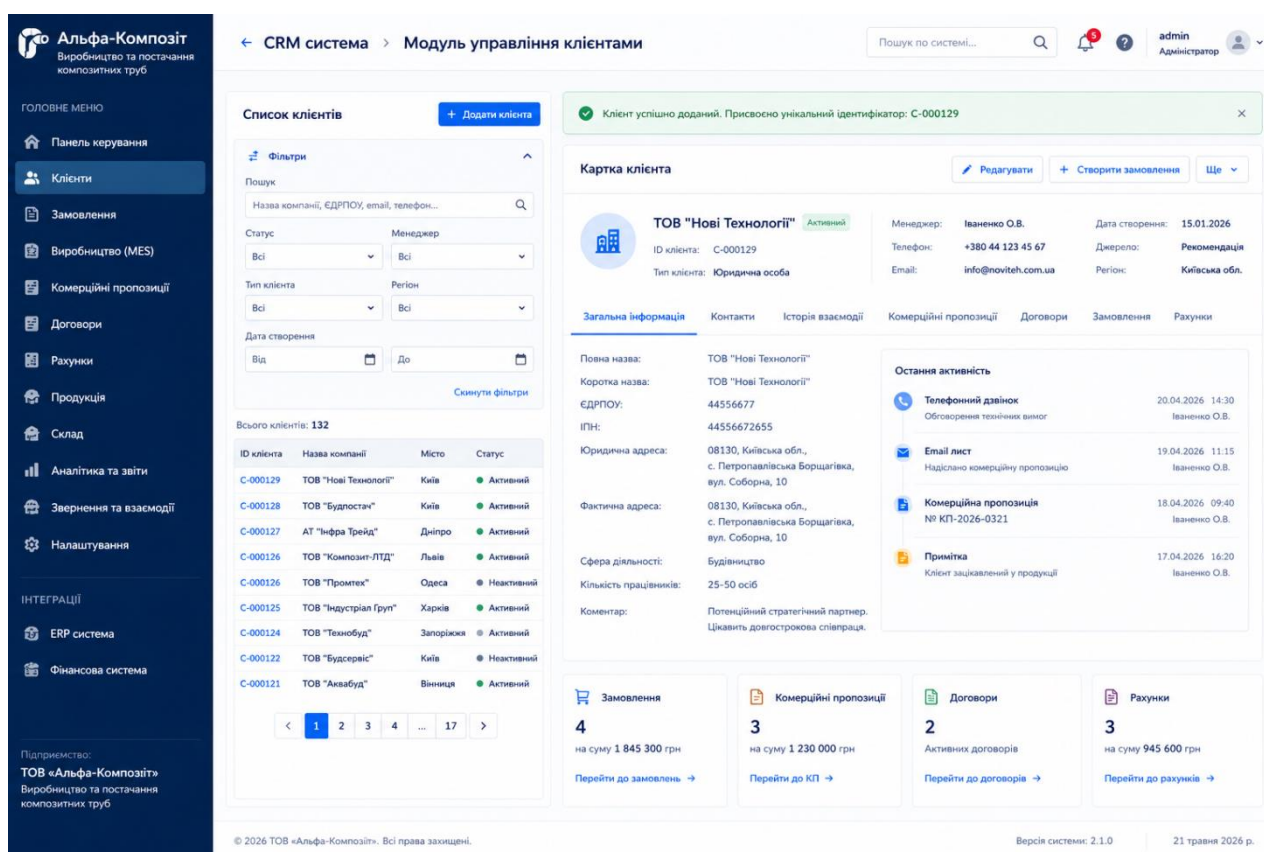 Альфа-Композіт
Виробництво та постачання
композитних труб
ГОЛОВНЕ МЕНЮ
Панель керування
Клієнти
Замовлення
Виробництво (MES)
Комерційні пропозиції
Договори
Рахунки
Продукція
Склад
Аналітика та звіти
Звернення та взаємодії
Налаштування
ІНТЕГРАЦІЇ
ERP система
Фінансова система
Підприємство:
ТОВ «Альфа-Композіт»
Виробництво та постачання
композитних труб
← CRM система > Модуль управління клієнтами
Пошук по системі...
5
?
admin
Адміністратор
Список клієнтів
+ Додати клієнта
Фільтри
Пошук
Назва компанії, ЄДРПОУ, email, телефон...
Статус Менеджер
Всі Всі
Тип клієнта Регіон
Всі Всі
Дата створення
Від До
Скинути фільтри
Всього клієнтів: 132
ID клієнта Назва компанії Місто Статус
C-000129 ТОВ "Нові Технології" Київ Активний
C-000128 ТОВ "Будпостач" Київ Активний
C-000127 АТ "Інфра Трейд" Дніпро Активний
C-000126 ТОВ "Композит-ЛТД" Львів Активний
C-000126 ТОВ "Промтех" Одеса Неактивний
C-000125 ТОВ "Індустріал Груп" Харків Активний
C-000124 ТОВ "Технобуд" Запоріжжя Активний
C-000122 ТОВ "Будсервіс" Київ Неактивний
C-000121 ТОВ "Аквабуд" Вінниця Активний
< 1 2 3 4 ... 17 >
Клієнт успішно доданий. Присвоєно унікальний ідентифікатор: C-000129 ×
Картка клієнта
Редагувати
+ Створити замовлення
Ще
ТОВ "Нові Технології" Активний
ID клієнта: C-000129
Тип клієнта: Юридична особа
Менеджер: Іваненко О.В.
Телефон: +380 44 123 45 67
Email: info@noviteh.com.ua
Дата створення: 15.01.2026
Джерело: Рекомендація
Регіон: Київська обл.
Загальна інформація Контакти Історія взаємодії Комерційні пропозиції Договори Замовлення Рахунки
Повна назва: ТОВ "Нові Технології"
Коротка назва: ТОВ "Нові Технології"
ЄДРПОУ: 44556677
ІПН: 44556672655
Юридична адреса: 08130, Київська обл.,
с. Петропавлівська Борщагівка,
вул. Соборна, 10
Фактична адреса: 08130, Київська обл.,
с. Петропавлівська Борщагівка,
вул. Соборна, 10
Сфера діяльності: Будівництво
Кількість працівників: 25-50 осіб
Коментар: Потенційний стратегічний партнер.
Цікавить довгострокова співпраця.
Остання активність
Телефонний дзвінок 20.04.2026 14:30
Обговорення технічних вимог Іваненко О.В.
Email лист 19.04.2026 11:15
Надіслано комерційну пропозицію Іваненко О.В.
Комерційна пропозиція 18.04.2026 09:40
№ КП-2026-0321 Іваненко О.В.
Примітка 17.04.2026 16:20
Клієнт зацікавлений у продукції Іваненко О.В.
Замовлення
4
на суму 1 845 300 грн
Перейти до замовлень →
Комерційні пропозиції
3
на суму 1 230 000 грн
Перейти до КП →
Договори
2
Активних договорів
Перейти до договорів →
Рахунки
3
на суму 945 600 грн
Перейти до рахунків →
© 2026 ТОВ «Альфа-Композіт». Всі права захищені.
Версія системи: 2.1.0
21 травня 2026 р.